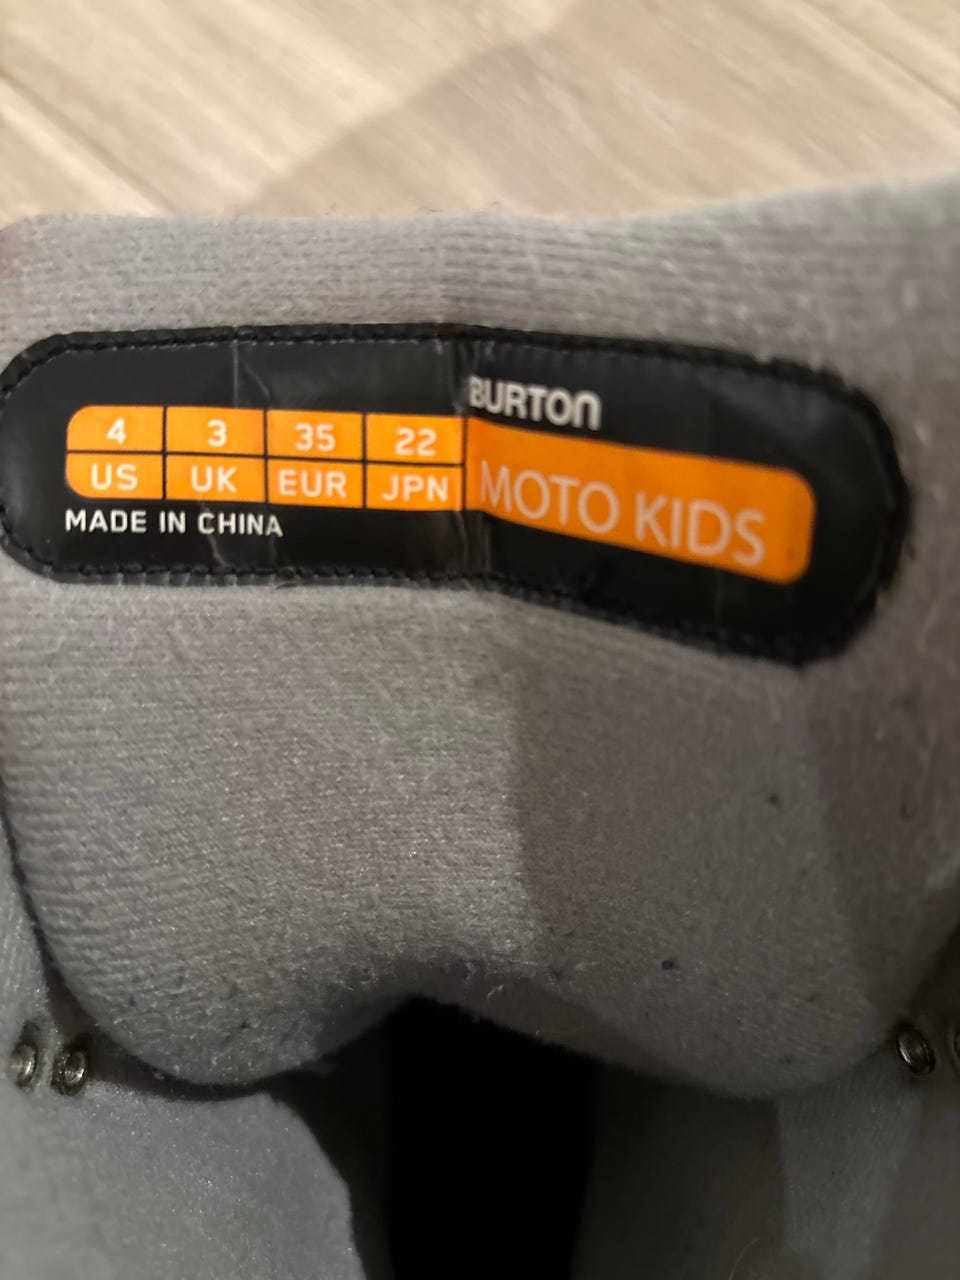 BURTON
4 3 35 22
US UK EUR JPN
MOTO KIDS
MADE IN CHINA